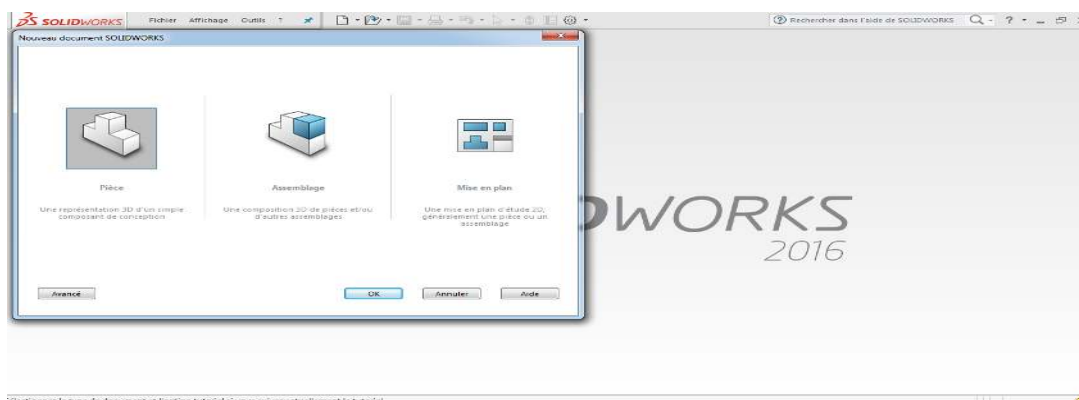 SOLIDWORKS Fichier Affichage Outils ? Rechercher dans l'aide de SOLIDWORKS ?
Nouveau document SOLIDWORKS
Pièce
Une représentation 3D d'un simple
composant de conception
Assemblage
Une composition 3D de pièces et/ou
d'autres assemblages
Mise en plan
Une mise en plan d'étude 2D,
généralement une pièce ou un
assemblage
DWORKS
2016
Avancé OK Annuler Aide